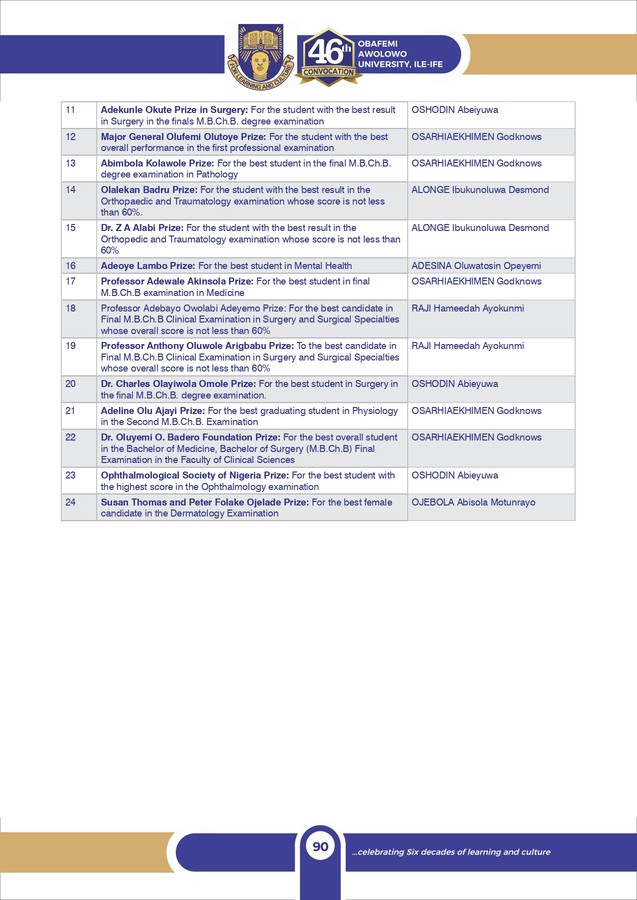 46th
CONVOCATION
OBAFEMI
AWOLOWO
UNIVERSITY, ILE-IFE
FOR LEARNING AND CULTURE
11 Adekunle Okute Prize in Surgery: For the student with the best result OSHODIN Abeiyuwa
in Surgery in the finals M.B.Ch.B. degree examination
12 Major General Olufemi Olutoye Prize: For the student with the best OSARHIAEKHIMEN Godknows
overall performance in the first professional examination
13 Abimbola Kolawole Prize: For the best student in the final M.B.Ch.B. OSARHIAEKHIMEN Godknows
degree examination in Pathology
14 Olalekan Badru Prize: For the student with the best result in the ALONGE Ibukunoluwa Desmond
Orthopaedic and Traumatology examination whose score is not less
than 60%.
15 Dr. Z A Alabi Prize: For the student with the best result in the ALONGE Ibukunoluwa Desmond
Orthopedic and Traumatology examination whose score is not less than
60%
16 Adeoye Lambo Prize: For the best student in Mental Health ADESINA Oluwatosin Opeyemi
17 Professor Adewale Akinsola Prize: For the best student in final OSARHIAEKHIMEN Godknows
M.B.Ch.B examination in Medicine
18 Professor Adebayo Owolabi Adeyemo Prize: For the best candidate in RAJI Hameedah Ayokunmi
Final M.B.Ch.B Clinical Examination in Surgery and Surgical Specialties
whose overall score is not less than 60%
19 Professor Anthony Oluwole Arigbabu Prize: To the best candidate in RAJI Hameedah Ayokunmi
Final M.B.Ch.B Clinical Examination in Surgery and Surgical Specialties
whose overall score is not less than 60%
20 Dr. Charles Olayiwola Omole Prize: For the best student in Surgery in OSHODIN Abieyuwa
the final M.B.Ch.B. degree examination.
21 Adeline Olu Ajayi Prize: For the best graduating student in Physiology OSARHIAEKHIMEN Godknows
in the Second M.B.Ch.B. Examination
22 Dr. Oluyemi O. Badero Foundation Prize: For the best overall student OSARHIAEKHIMEN Godknows
in the Bachelor of Medicine, Bachelor of Surgery (M.B.Ch.B) Final
Examination in the Faculty of Clinical Sciences
23 Ophthalmological Society of Nigeria Prize: For the best student with OSHODIN Abieyuwa
the highest score in the Ophthalmology examination
24 Susan Thomas and Peter Folake Ojelade Prize: For the best female OJEBOLA Abisola Motunrayo
candidate in the Dermatology Examination
90
...celebrating Six decades of learning and culture